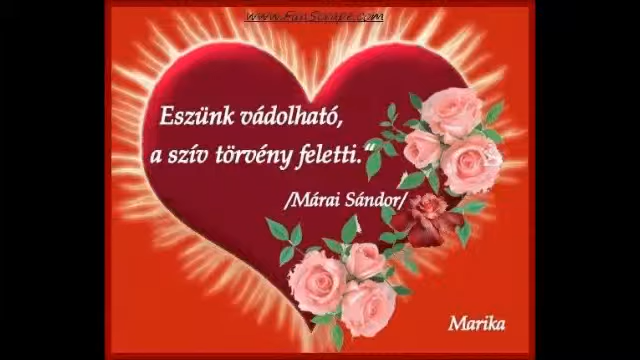 www.FunScrape.com
Eszünk vádolható,
a szív törvény feletti.“
/Márai Sándor/
Marika